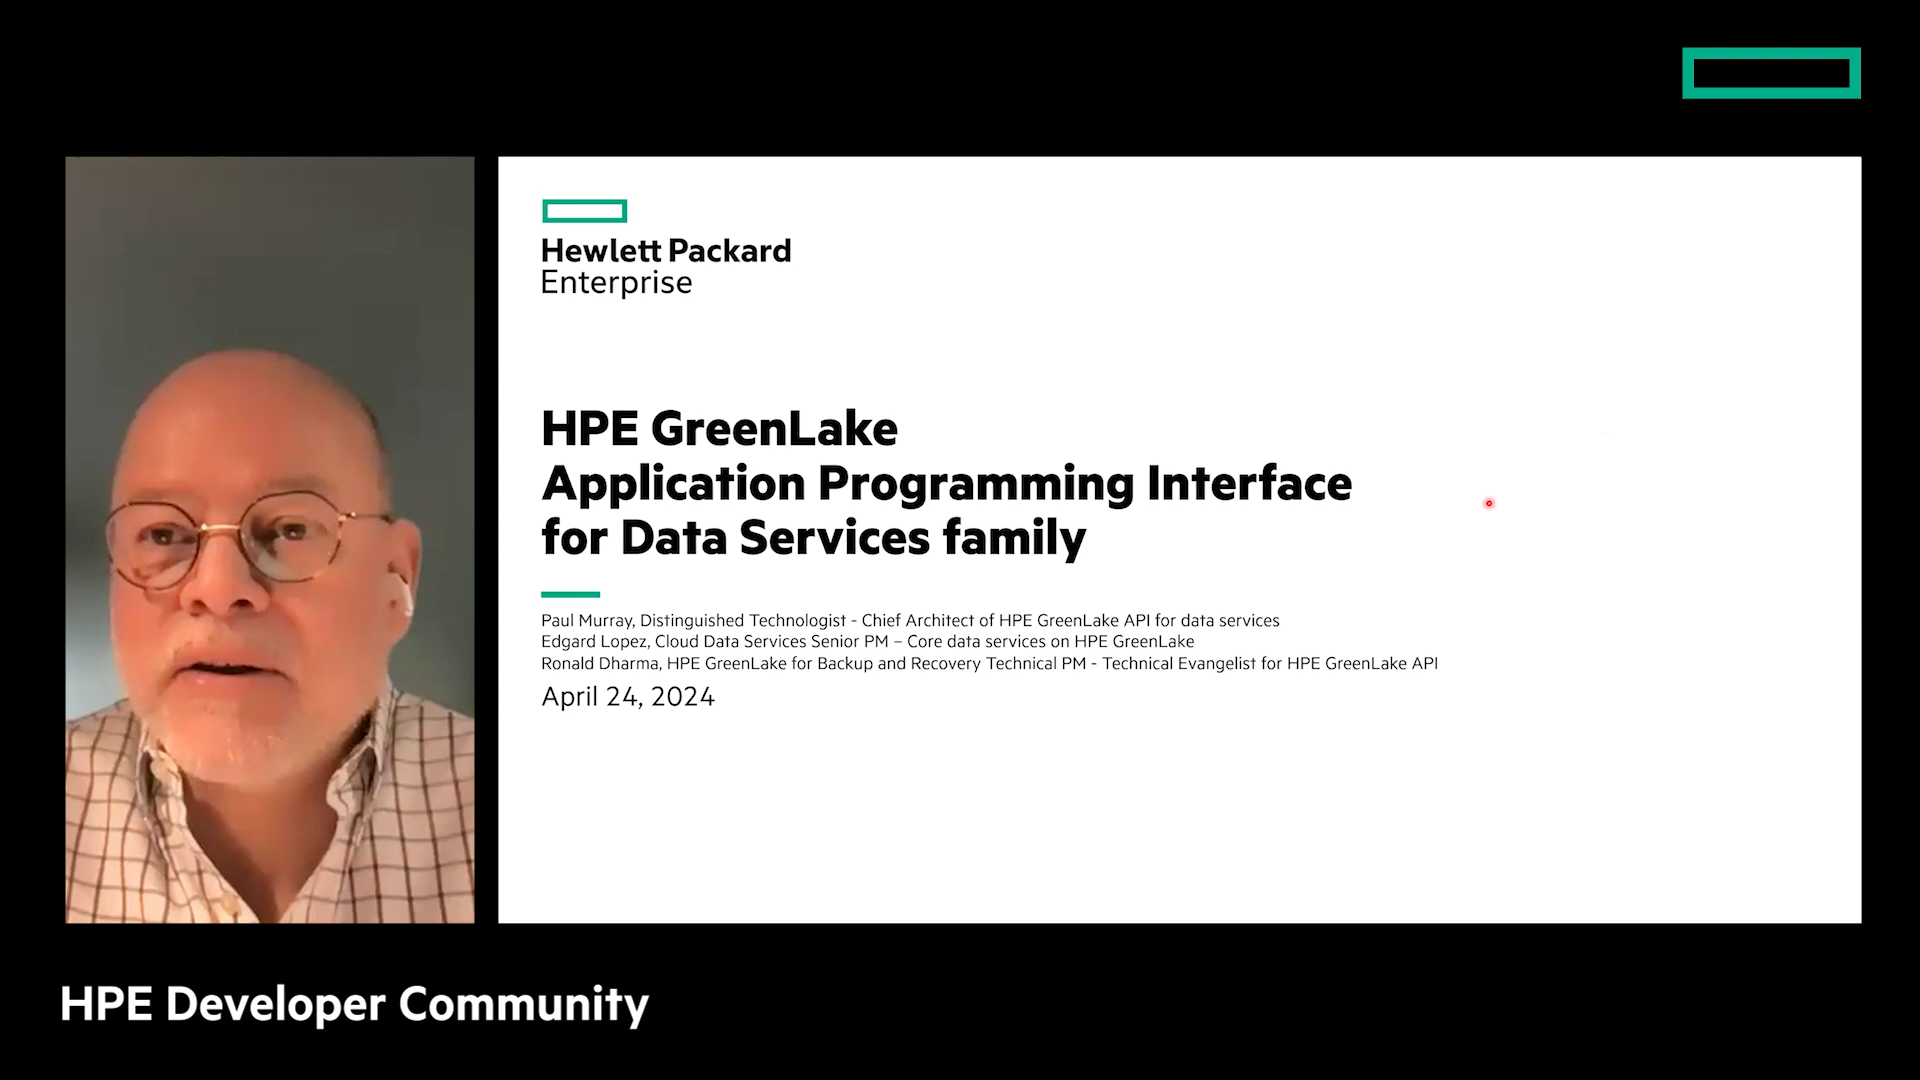 Hewlett Packard
Enterprise
HPE GreenLake
Application Programming Interface
for Data Services family
Paul Murray, Distinguished Technologist - Chief Architect of HPE GreenLake API for data services
Edgard Lopez, Cloud Data Services Senior PM – Core data services on HPE GreenLake
Ronald Dharma, HPE GreenLake for Backup and Recovery Technical PM - Technical Evangelist for HPE GreenLake API
April 24, 2024
HPE Developer Community